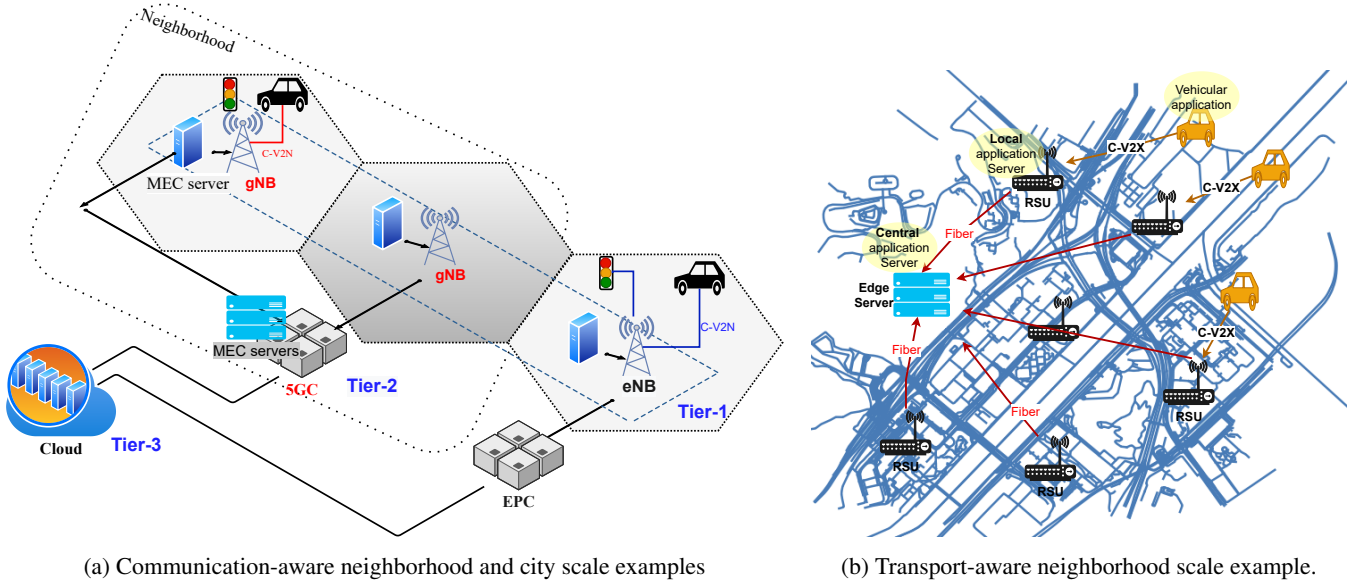 Neighborhood
C-V2N
MEC server
gNB
gNB
C-V2N
MEC servers
5GC
Tier-2
eNB
Tier-1
Cloud
Tier-3
EPC
(a) Communication-aware neighborhood and city scale examples
Vehicular
application
Local
application
Server
C-V2X
RSU
C-V2X
Fiber
Central
application
Server
Edge
Server
C-V2X
Fiber
RSU
Fiber
RSU
RSU
(b) Transport-aware neighborhood scale example.